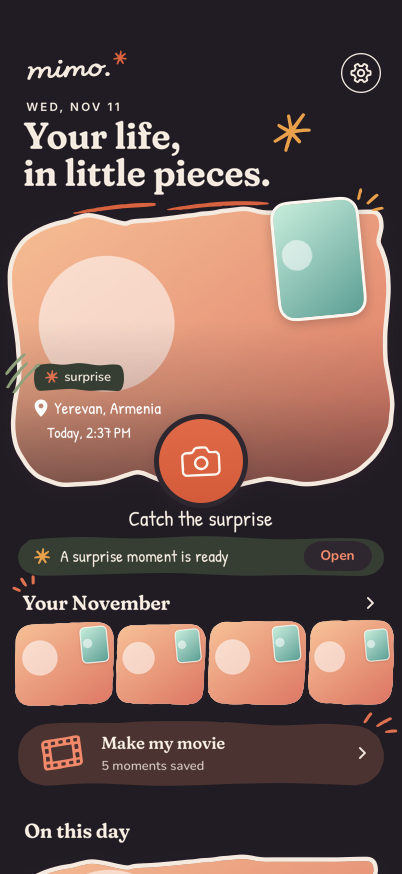 mimo.
WED, NOV 11
Your life,
in little pieces.
surprise
Yerevan, Armenia
Today, 2:37 PM
Catch the surprise
A surprise moment is ready
Open
Your November
Make my movie
5 moments saved
On this day